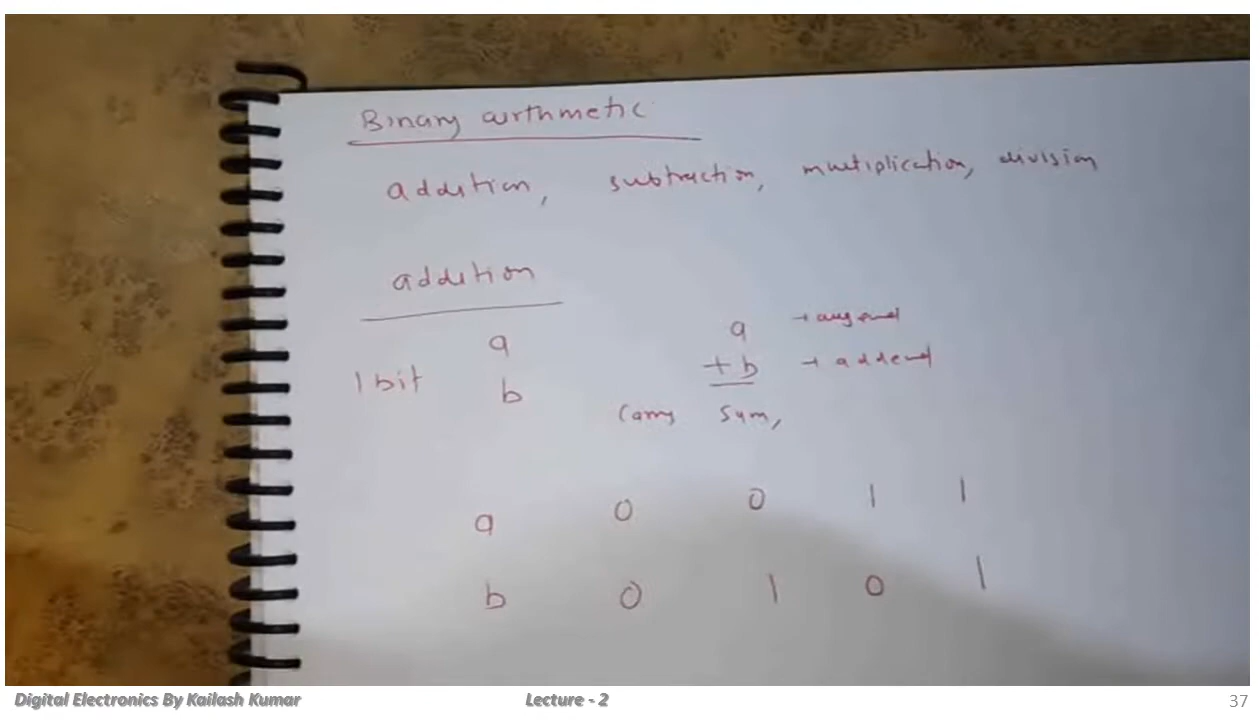 Binary arthmetic
addition, subtraction, multiplication, division
addition
a a → augend
1 bit b + b → addend
Carry Sum,
a 0 0 1 1
b 0 1 0 1
Digital Electronics By Kailash Kumar Lecture - 2 37